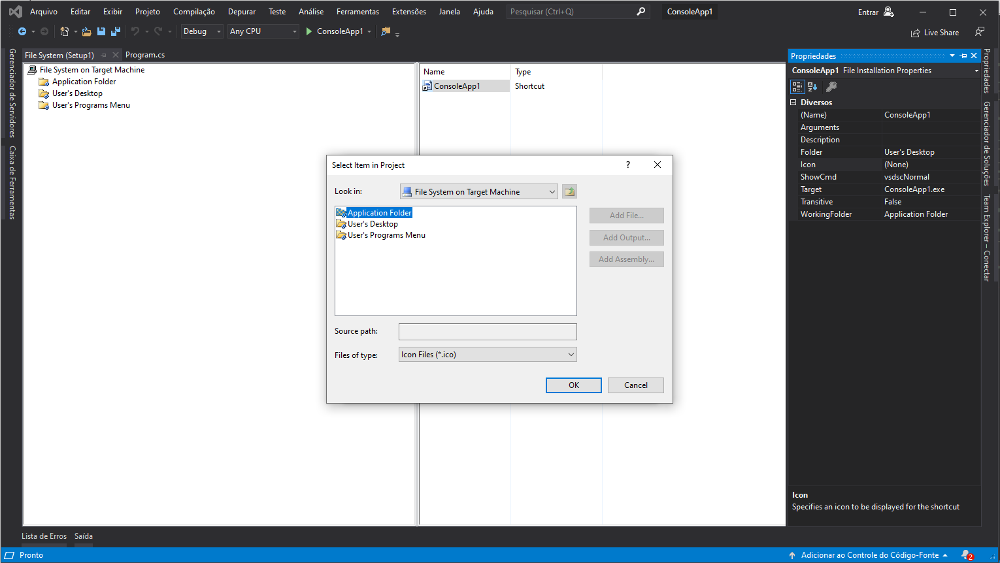 Arquivo Editar Exibir Projeto Compilação Depurar Teste Análise Ferramentas Extensões Janela Ajuda Pesquisar (Ctrl+Q) ConsoleApp1 Entrar
Debug Any CPU ConsoleApp1 Live Share
File System (Setup1) Program.cs
Gerenciador de Servidores
Caixa de Ferramentas
File System on Target Machine
Application Folder
User's Desktop
User's Programs Menu
Name Type
ConsoleApp1 Shortcut
Select Item in Project ?
Look in: File System on Target Machine
Application Folder
User's Desktop
User's Programs Menu
Add File...
Add Output...
Add Assembly...
Source path:
Files of type: Icon Files (*.ico)
OK Cancel
Propriedades
ConsoleApp1 File Installation Properties
Diversos
(Name) ConsoleApp1
Arguments
Description
Folder User's Desktop
Icon (None)
ShowCmd vsdscNormal
Target ConsoleApp1.exe
Transitive False
WorkingFolder Application Folder
Icon
Specifies an icon to be displayed for the shortcut
Propriedades
Gerenciador de Soluções
Team Explorer – Conectar
Lista de Erros Saída
Pronto Adicionar ao Controle do Código-Fonte 2